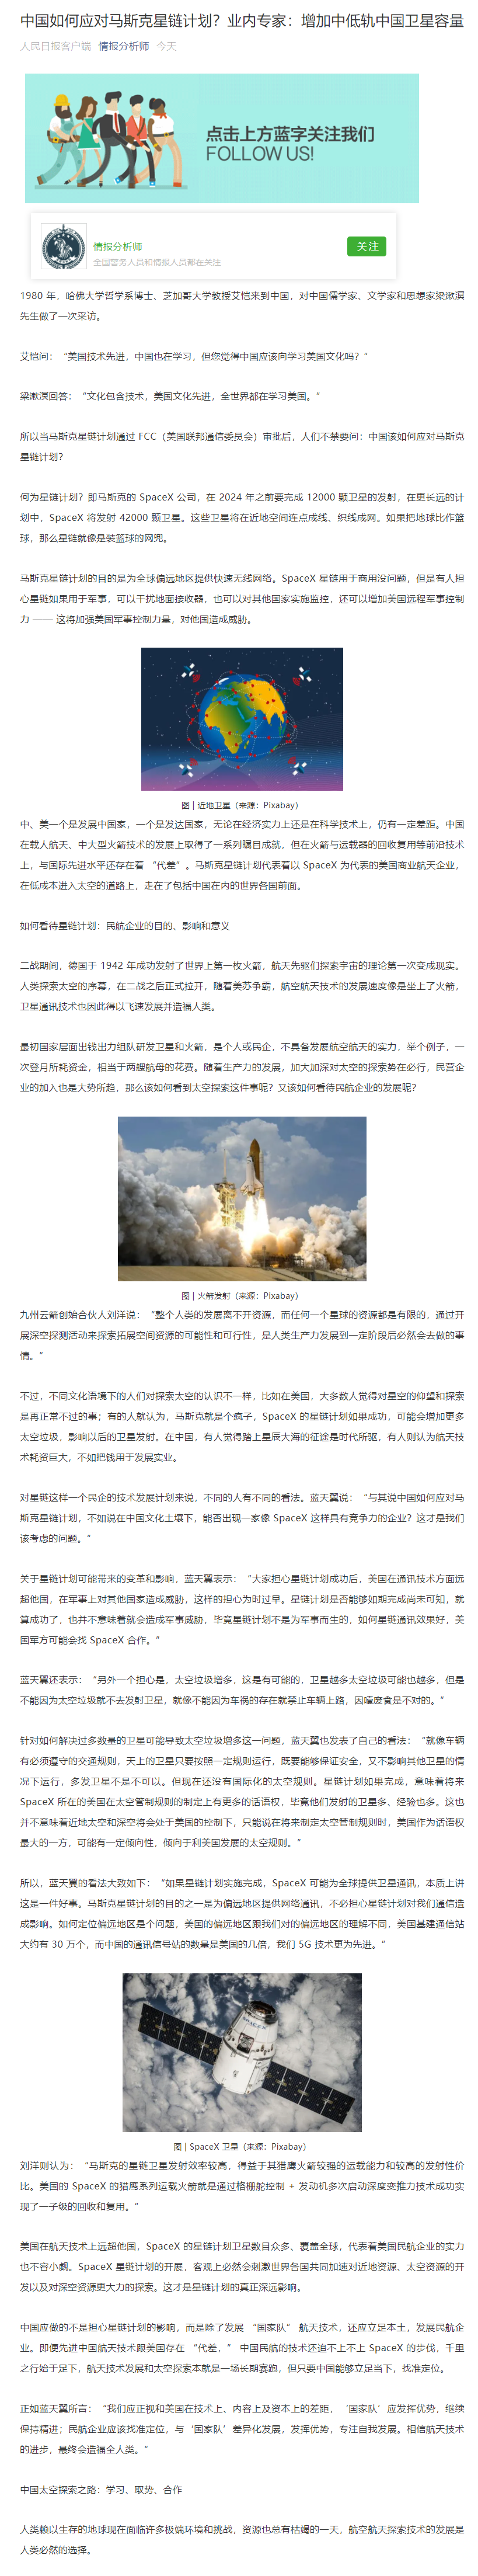 中国如何应对马斯克星链计划？业内专家：增加中低轨中国卫星容量
人民日报客户端 情报分析师 今天
点击上方蓝字关注我们
FOLLOW US!
情报分析师
全国警务人员和情报人员都在关注
关注
1980 年，哈佛大学哲学系博士、芝加哥大学教授艾恺来到中国，对中国儒学家、文学家和思想家梁漱溟
先生做了一次采访。
艾恺问：“美国技术先进，中国也在学习，但您觉得中国应该向学习美国文化吗？”
梁漱溟回答：“文化包含技术，美国文化先进，全世界都在学习美国。”
所以当马斯克星链计划通过 FCC（美国联邦通信委员会）审批后，人们不禁要问：中国该如何应对马斯克
星链计划？
何为星链计划？即马斯克的 SpaceX 公司，在 2024 年之前要完成 12000 颗卫星的发射，在更长远的计
划中，SpaceX 将发射 42000 颗卫星。这些卫星将在近地空间连点成线、织线成网。如果把地球比作篮
球，那么星链就像是装篮球的网兜。
马斯克星链计划的目的是为全球偏远地区提供快速无线网络。SpaceX 星链用于商用没问题，但是有人担
心星链如果用于军事，可以干扰地面接收器，也可以对其他国家实施监控，还可以增加美国远程军事控制
力 —— 这将加强美国军事控制力量，对他国造成威胁。
图 | 近地卫星（来源：Pixabay）
中、美一个是发展中国家，一个是发达国家，无论在经济实力上还是在科学技术上，仍有一定差距。中国
在载人航天、中大型火箭技术的发展上取得了一系列瞩目成就，但在火箭与运载器的回收复用等前沿技术
上，与国际先进水平还存在着 “代差” 。马斯克星链计划代表着以 SpaceX 为代表的美国商业航天企业，
在低成本进入太空的道路上，走在了包括中国在内的世界各国前面。
如何看待星链计划：民航企业的目的、影响和意义
二战期间，德国于 1942 年成功发射了世界上第一枚火箭，航天先驱们探索宇宙的理论第一次变成现实。
人类探索太空的序幕，在二战之后正式拉开，随着美苏争霸，航空航天技术的发展速度像是坐上了火箭，
卫星通讯技术也因此得以飞速发展并造福人类。
最初国家层面出钱出力组队研发卫星和火箭，是个人或民企，不具备发展航空航天的实力，举个例子，一
次登月所耗资金，相当于两艘航母的花费。随着生产力的发展，加大加深对太空的探索势在必行，民营企
业的加入也是大势所趋，那么该如何看到太空探索这件事呢？又该如何看待民航企业的发展呢？
图 | 火箭发射（来源：Pixabay）
九州云箭创始合伙人刘洋说：“整个人类的发展离不开资源，而任何一个星球的资源都是有限的，通过开
展深空探测活动来探索拓展空间资源的可能性和可行性，是人类生产力发展到一定阶段后必然会去做的事
情。”
不过，不同文化语境下的人们对探索太空的认识不一样，比如在美国，大多数人觉得对星空的仰望和探索
是再正常不过的事；有的人就认为，马斯克就是个疯子，SpaceX 的星链计划如果成功，可能会增加更多
太空垃圾，影响以后的卫星发射。在中国，有人觉得踏上星辰大海的征途是时代所驱，有人则认为航天技
术耗资巨大，不如把钱用于发展实业。
对星链这样一个民企的技术发展计划来说，不同的人有不同的看法。蓝天翼说：“与其说中国如何应对马
斯克星链计划，不如说在中国文化土壤下，能否出现一家像 SpaceX 这样具有竞争力的企业？这才是我们
该考虑的问题。”
关于星链计划可能带来的变革和影响，蓝天翼表示：“大家担心星链计划成功后，美国在通讯技术方面远
超他国，在军事上对其他国家造成威胁，这样的担心为时过早。星链计划是否能够如期完成尚未可知，就
算成功了，也并不意味着就会造成军事威胁，毕竟星链计划不是为军事而生的，如何星链通讯效果好，美
国军方可能会找 SpaceX 合作。”
蓝天翼还表示：“另外一个担心是，太空垃圾增多，这是有可能的，卫星越多太空垃圾可能也越多，但是
不能因为太空垃圾就不去发射卫星，就像不能因为车祸的存在就禁止车辆上路，因噎废食是不对的。”
针对如何解决过多数量的卫星可能导致太空垃圾增多这一问题，蓝天翼也发表了自己的看法：“就像车辆
有必须遵守的交通规则，天上的卫星只要按照一定规则运行，既要能够保证安全，又不影响其他卫星的情
况下运行，多发卫星不是不可以。但现在还没有国际化的太空规则。星链计划如果完成，意味着将来
SpaceX 所在的美国在太空管制规则的制定上有更多的话语权，毕竟他们发射的卫星多、经验也多。这也
并不意味着近地太空和深空将会处于美国的控制下，只能说在将来制定太空管制规则时，美国作为话语权
最大的一方，可能有一定倾向性，倾向于利美国发展的太空规则。”
所以，蓝天翼的看法大致如下：“如果星链计划实施完成，SpaceX 可能为全球提供卫星通讯，本质上讲
这是一件好事。马斯克星链计划的目的之一是为偏远地区提供网络通讯，不必担心星链计划对我们通信造
成影响。如何定位偏远地区是个问题，美国的偏远地区跟我们对的偏远地区的理解不同，美国基建通信站
大约有 30 万个，而中国的通讯信号站的数量是美国的几倍，我们 5G 技术更为先进。”
图 | SpaceX 卫星（来源：Pixabay）
刘洋则认为：“马斯克的星链卫星发射效率较高，得益于其猎鹰火箭较强的运载能力和较高的发射性价
比。美国的 SpaceX 的猎鹰系列运载火箭就是通过格栅舵控制 + 发动机多次启动深度变推力技术成功实
现了一子级的回收和复用。”
美国在航天技术上远超他国，SpaceX 的星链计划卫星数目众多、覆盖全球，代表着美国民航企业的实力
也不容小觑。SpaceX 星链计划的开展，客观上必然会刺激世界各国共同加速对近地资源、太空资源的开
发以及对深空资源更大力的探索。这才是星链计划的真正深远影响。
中国应做的不是担心星链计划的影响，而是除了发展 “国家队” 航天技术，还应立足本土，发展民航企
业。即便先进中国航天技术跟美国存在 “代差，” 中国民航的技术还追不上不上 SpaceX 的步伐，千里
之行始于足下，航天技术发展和太空探索本就是一场长期赛跑，但只要中国能够立足当下，找准定位。
正如蓝天翼所言：“我们应正视和美国在技术上、内容上及资本上的差距，‘国家队’应发挥优势，继续
保持精进；民航企业应该找准定位，与‘国家队’差异化发展，发挥优势，专注自我发展。相信航天技术
的进步，最终会造福全人类。”
中国太空探索之路：学习、取势、合作
人类赖以生存的地球现在面临许多极端环境和挑战，资源也总有枯竭的一天，航空航天探索技术的发展是
人类必然的选择。